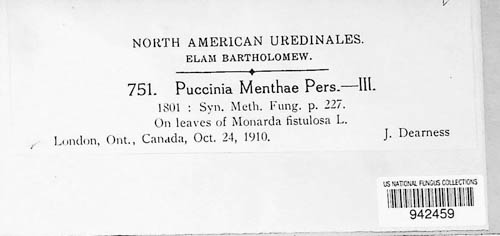 NORTH AMERICAN UREDINALES.
ELAM BARTHOLOMEW.
751. Puccinia Menthae Pers.—III.
1801 : Syn. Meth. Fung. p. 227.
On leaves of Monarda fistulosa L.
London, Ont., Canada, Oct. 24, 1910. J. Dearness
US NATIONAL FUNGUS COLLECTIONS
942459